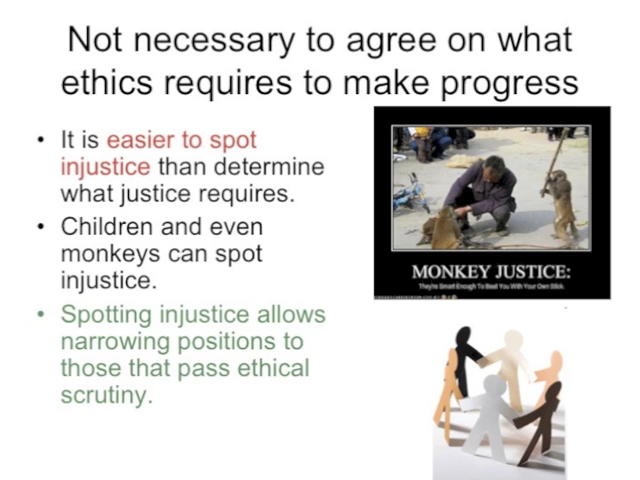 Not necessary to agree on what
ethics requires to make progress
• It is easier to spot
injustice than determine
what justice requires.
• Children and even
monkeys can spot
injustice.
• Spotting injustice allows
narrowing positions to
those that pass ethical
scrutiny.
MONKEY JUSTICE:
They're Smart Enough To Beat You With Your Own Stick.